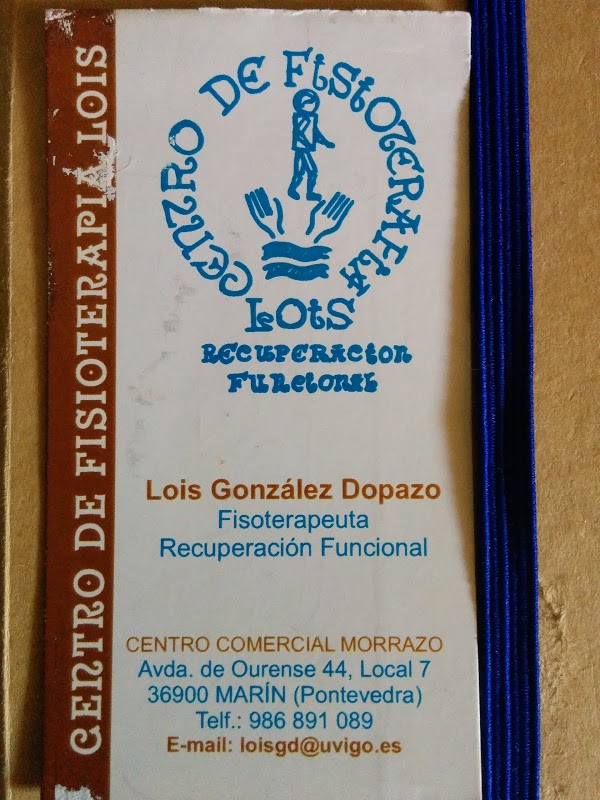 CENTRO DE FISIOTERAPIA LOIS
CENTRO DE FISIOTERAPIA
LOIS
RECUPERACION
FUNCIONAL
Lois González Dopazo
Fisoterapeuta
Recuperación Funcional
CENTRO COMERCIAL MORRAZO
Avda. de Ourense 44, Local 7
36900 MARÍN (Pontevedra)
Telf.: 986 891 089
E-mail: loisgd@uvigo.es